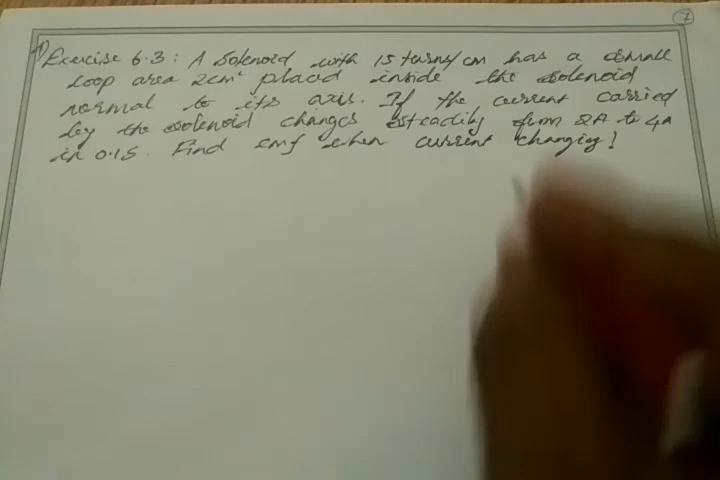 7
1) Exercise 6.3: A Solenoid with 15 turns/cm has a small
loop area 2cm² placed inside the solenoid
normal to its axis. If the current carried
by the solenoid changes steadily from 2A to 4A
in 0.1S. Find emf when current changing!